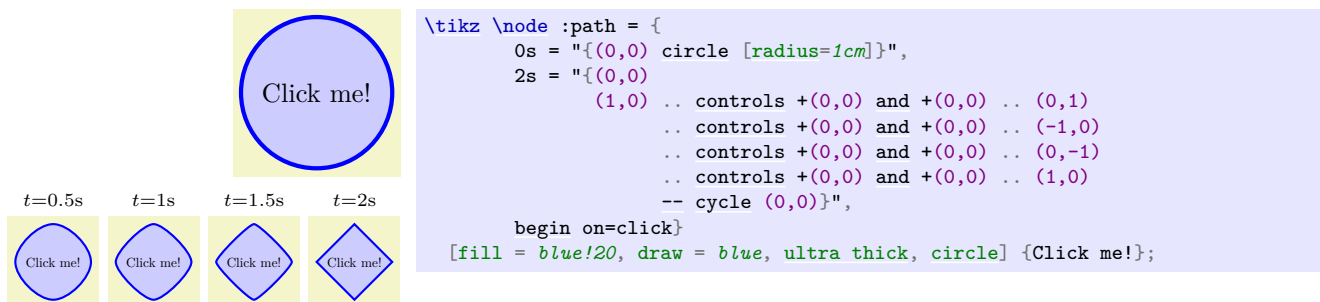 Click me!
t=0.5s t=1s t=1.5s t=2s
Click me! Click me! Click me! Click me!
\tikz \node :path = {
0s = "{(0,0) circle [radius=1cm]}",
2s = "{(0,0)
(1,0) .. controls +(0,0) and +(0,0) .. (0,1)
.. controls +(0,0) and +(0,0) .. (-1,0)
.. controls +(0,0) and +(0,0) .. (0,-1)
.. controls +(0,0) and +(0,0) .. (1,0)
-- cycle (0,0)}",
begin on=click}
[fill = blue!20, draw = blue, ultra thick, circle] {Click me!};